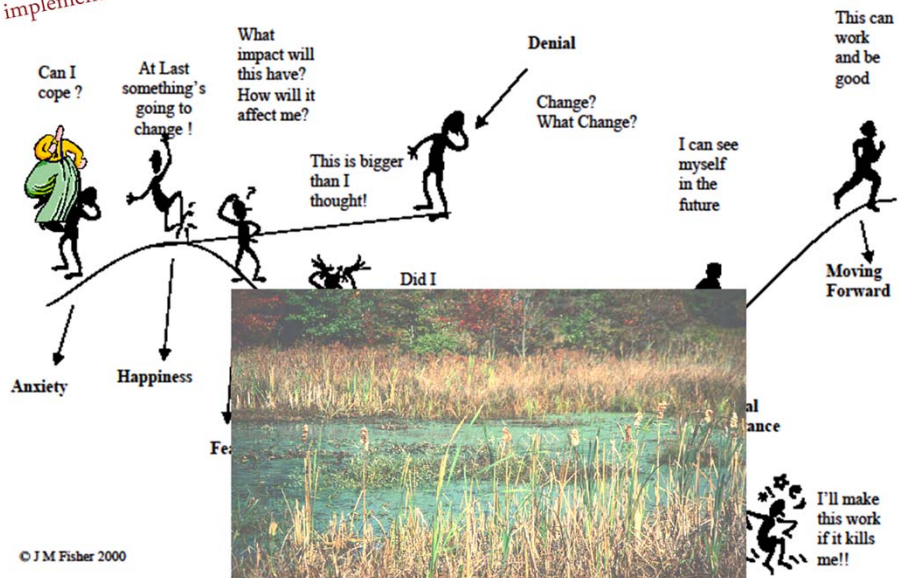 Can I
cope ?
At Last
something’s
going to
change !
What
impact will
this have?
How will it
affect me?
This is bigger
than I
thought!
Denial
Change?
What Change?
I can see
myself
in the
future
This can
work
and be
good
Did I
Moving
Forward
Anxiety
Happiness
I’ll make
this work
if it kills
me!!
© J M Fisher 2000